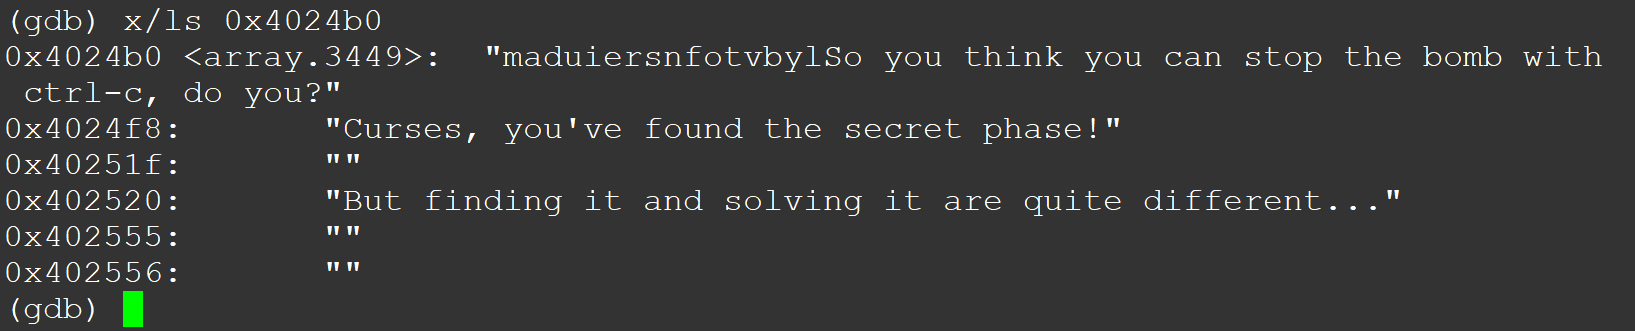 (gdb) x/ls 0x4024b0
0x4024b0 <array.3449>:  "maduiersnfotvbylSo you think you can stop the bomb with
 ctrl-c, do you?"
0x4024f8:       "Curses, you've found the secret phase!"
0x40251f:       ""
0x402520:       "But finding it and solving it are quite different..."
0x402555:       ""
0x402556:       ""
(gdb)